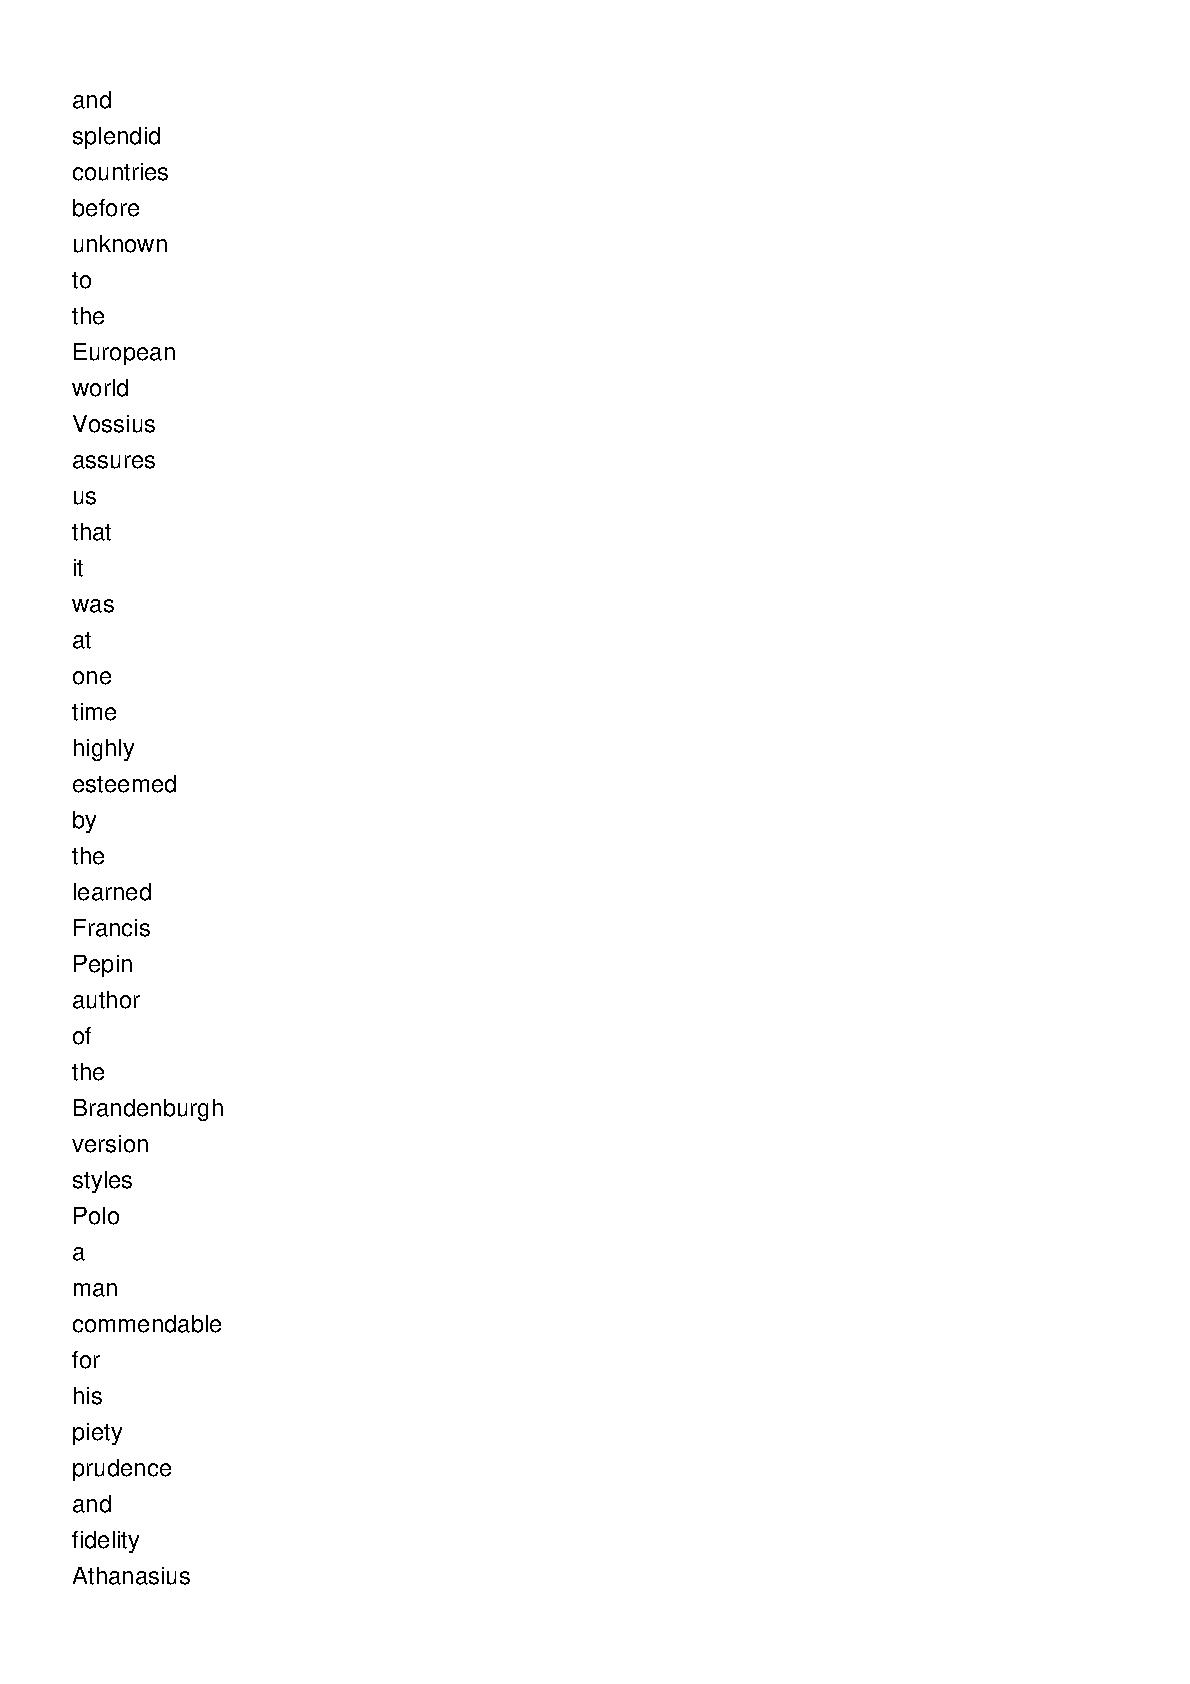 and
splendid
countries
before
unknown
to
the
European
world
Vossius
assures
us
that
it
was
at
one
time
highly
esteemed
by
the
learned
Francis
Pepin
author
of
the
Brandenburgh
version
styles
Polo
a
man
commendable
for
his
piety
prudence
and
fidelity
Athanasius